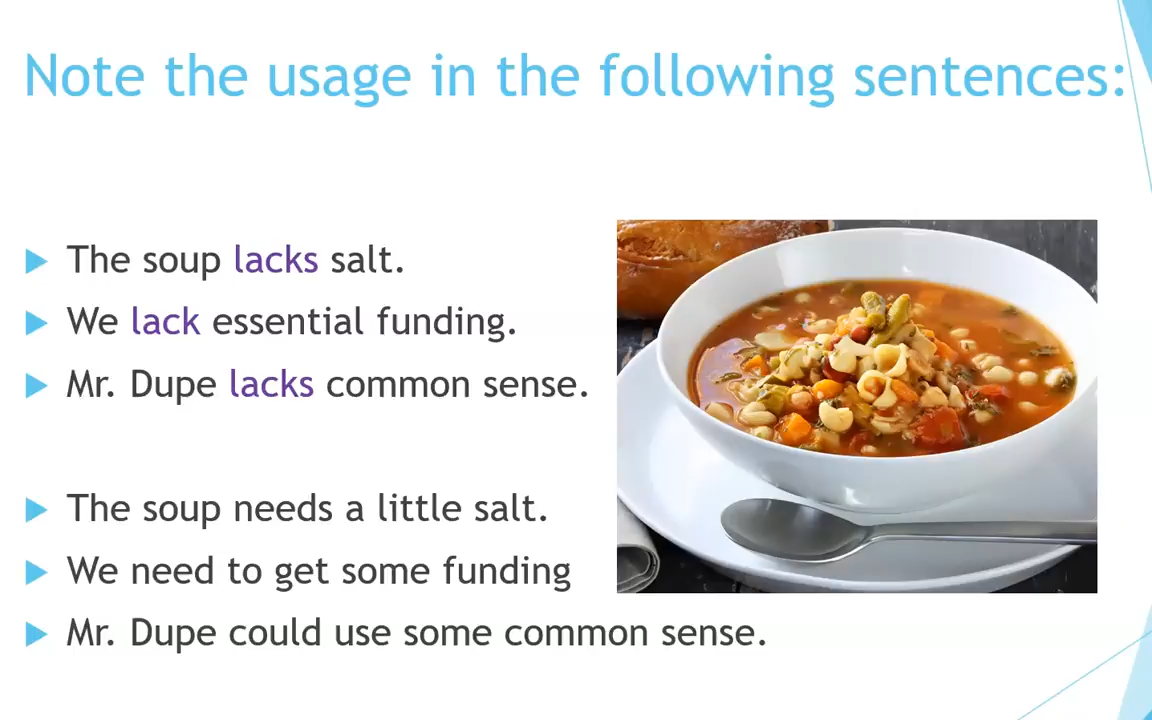 Note the usage in the following sentences:
The soup lacks salt.
We lack essential funding.
Mr. Dupe lacks common sense.
The soup needs a little salt.
We need to get some funding
Mr. Dupe could use some common sense.